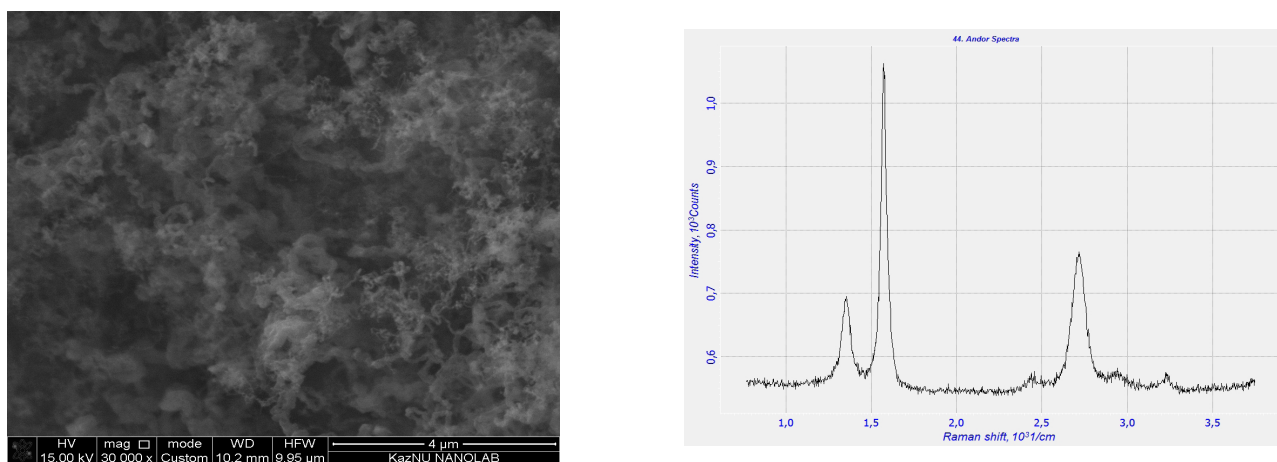 HV
mag
mode
WD
HFW
4 µm
15.00 kV
30 000 x
Custom
10.2 mm
9.95 µm
KazNU NANOLAB
44. Andor Spectra
Intensity, 10³Counts
1,0
0,9
0,8
0,7
0,6
1,0
1,5
2,0
2,5
3,0
3,5
Raman shift, 10³1/cm